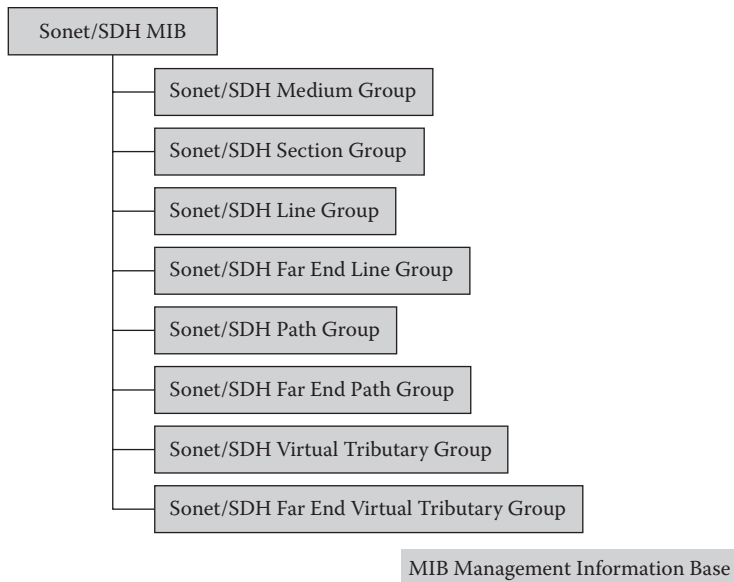 Sonet/SDH MIB
Sonet/SDH Medium Group
Sonet/SDH Section Group
Sonet/SDH Line Group
Sonet/SDH Far End Line Group
Sonet/SDH Path Group
Sonet/SDH Far End Path Group
Sonet/SDH Virtual Tributary Group
Sonet/SDH Far End Virtual Tributary Group
MIB Management Information Base